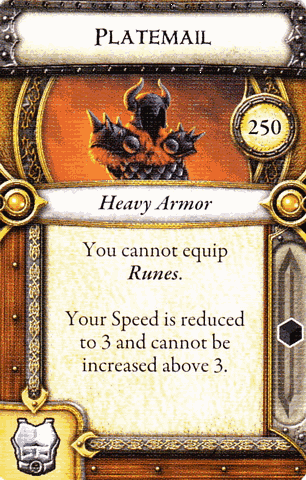 PLATEMAIL
250
Heavy Armor
You cannot equip
Runes.
Your Speed is reduced
to 3 and cannot be
increased above 3.